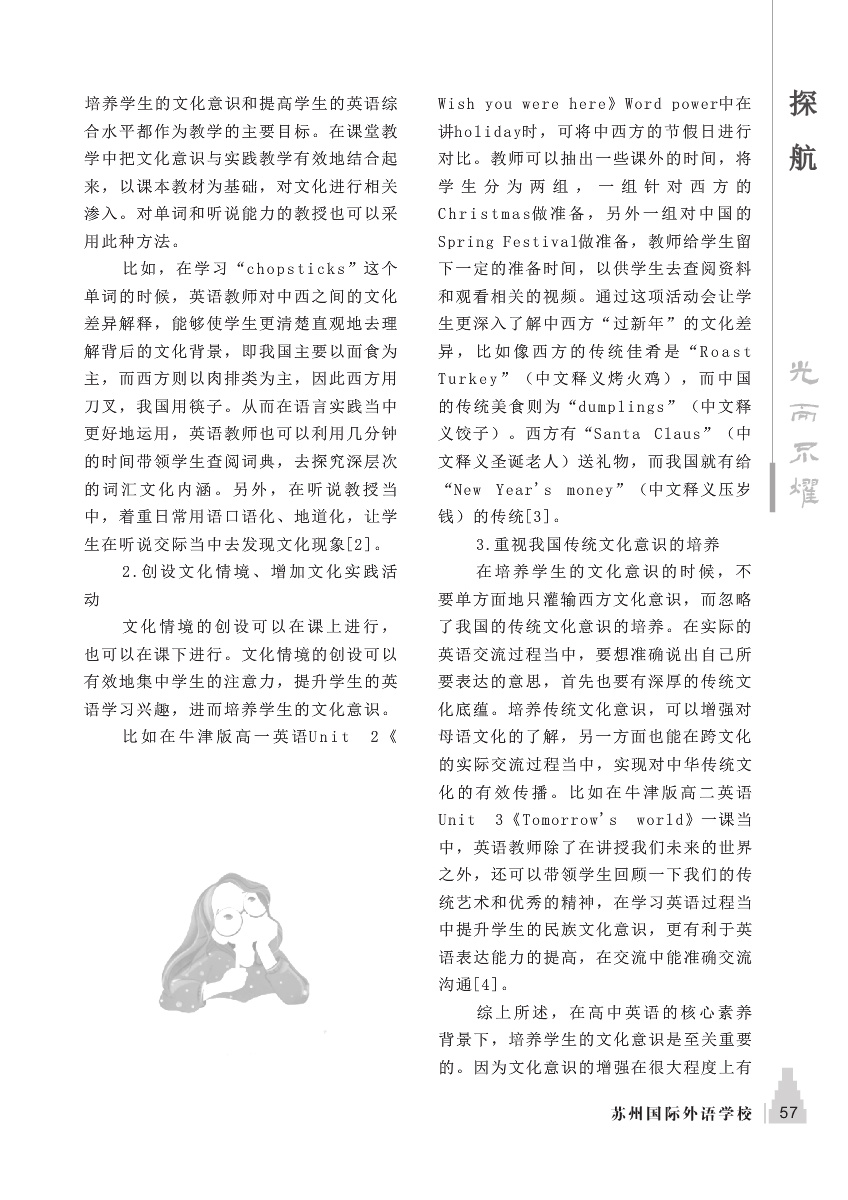 培养学生的文化意识和提高学生的英语综
合水平都作为教学的主要目标。在课堂教
学中把文化意识与实践教学有效地结合起
来，以课本教材为基础，对文化进行相关
渗入。对单词和听说能力的教授也可以采
用此种方法。
比如，在学习“chopsticks”这个
单词的时候，英语教师对中西之间的文化
差异解释，能够使学生更清楚直观地去理
解背后的文化背景，即我国主要以面食为
主，而西方则以肉排类为主，因此西方用
刀叉，我国用筷子。从而在语言实践当中
更好地运用，英语教师也可以利用几分钟
的时间带领学生查阅词典，去探究深层次
的词汇文化内涵。另外，在听说教授当
中，着重日常用语口语化、地道化，让学
生在听说交际当中去发现文化现象[2]。
2.创设文化情境、增加文化实践活
动
文化情境的创设可以在课上进行，
也可以在课下进行。文化情境的创设可以
有效地集中学生的注意力，提升学生的英
语学习兴趣，进而培养学生的文化意识。
比如在牛津版高一英语Unit 2《
Wish you were here》Word power中在
讲holiday时，可将中西方的节假日进行
对比。教师可以抽出一些课外的时间，将
学生分为两组，一组针对西方的
Christmas做准备，另外一组对中国的
Spring Festival做准备，教师给学生留
下一定的准备时间，以供学生去查阅资料
和观看相关的视频。通过这项活动会让学
生更深入了解中西方“过新年”的文化差
异，比如像西方的传统佳肴是“Roast
Turkey”（中文释义烤火鸡），而中国
的传统美食则为“dumplings”（中文释
义饺子）。西方有“Santa Claus”（中
文释义圣诞老人）送礼物，而我国就有给
“New Year's money”（中文释义压岁
钱）的传统[3]。
3.重视我国传统文化意识的培养
在培养学生的文化意识的时候，不
要单方面地只灌输西方文化意识，而忽略
了我国的传统文化意识的培养。在实际的
英语交流过程当中，要想准确说出自己所
要表达的意思，首先也要有深厚的传统文
化底蕴。培养传统文化意识，可以增强对
母语文化的了解，另一方面也能在跨文化
的实际交流过程当中，实现对中华传统文
化的有效传播。比如在牛津版高二英语
Unit 3《Tomorrow's world》一课当
中，英语教师除了在讲授我们未来的世界
之外，还可以带领学生回顾一下我们的传
统艺术和优秀的精神，在学习英语过程当
中提升学生的民族文化意识，更有利于英
语表达能力的提高，在交流中能准确交流
沟通[4]。
综上所述，在高中英语的核心素养
背景下，培养学生的文化意识是至关重要
的。因为文化意识的增强在很大程度上有
探航
光而不耀
苏州国际外语学校 57